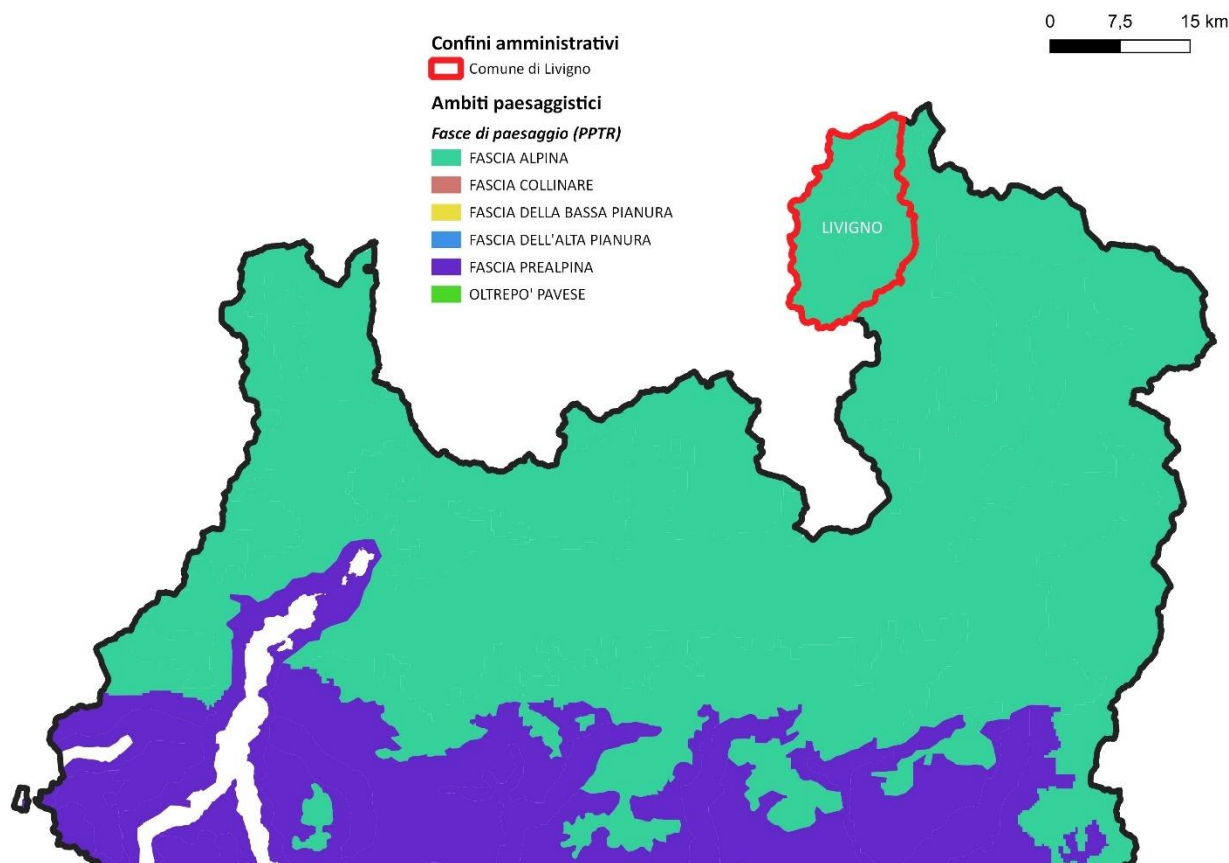 0 7,5 15 km
Confini amministrativi
Comune di Livigno
Ambiti paesaggistici
Fasce di paesaggio (PPTR)
FASCIA ALPINA
FASCIA COLLINARE
FASCIA DELLA BASSA PIANURA
FASCIA DELL'ALTA PIANURA
FASCIA PREALPINA
OLTREPO' PAVESE
LIVIGNO